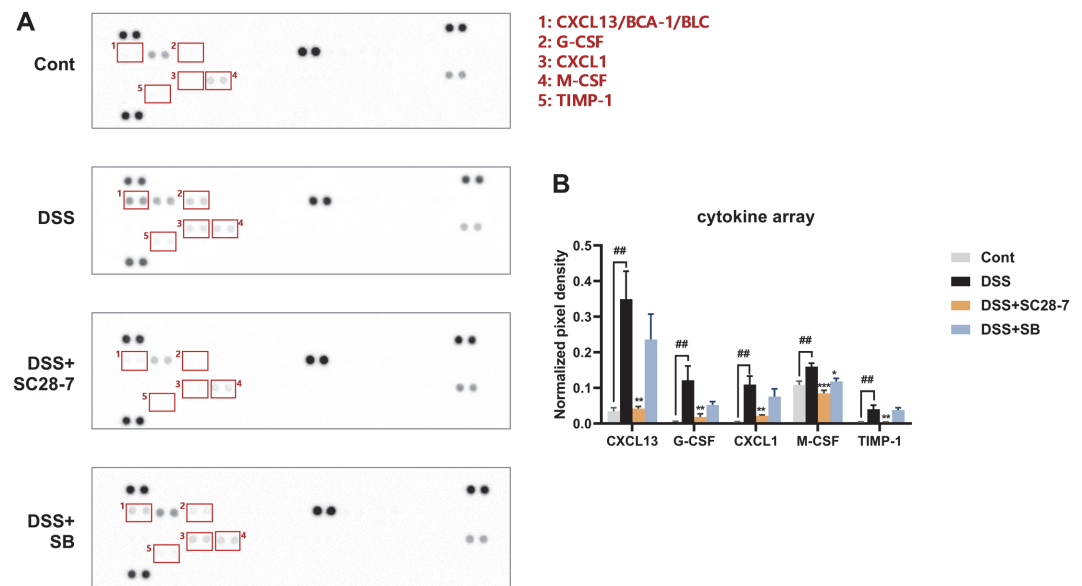 A
Cont
1
2
3
4
5
DSS
1
2
3
4
5
DSS+
SC28-7
1
2
3
4
5
DSS+
SB
1
2
3
4
5
1: CXCL13/BCA-1/BLC
2: G-CSF
3: CXCL1
4: M-CSF
5: TIMP-1
B
cytokine array
Normalized pixel density
0.5
0.4
0.3
0.2
0.1
0.0
##
**
##
**
##
**
##
***
*
##
**
CXCL13 G-CSF CXCL1 M-CSF TIMP-1
Cont
DSS
DSS+SC28-7
DSS+SB